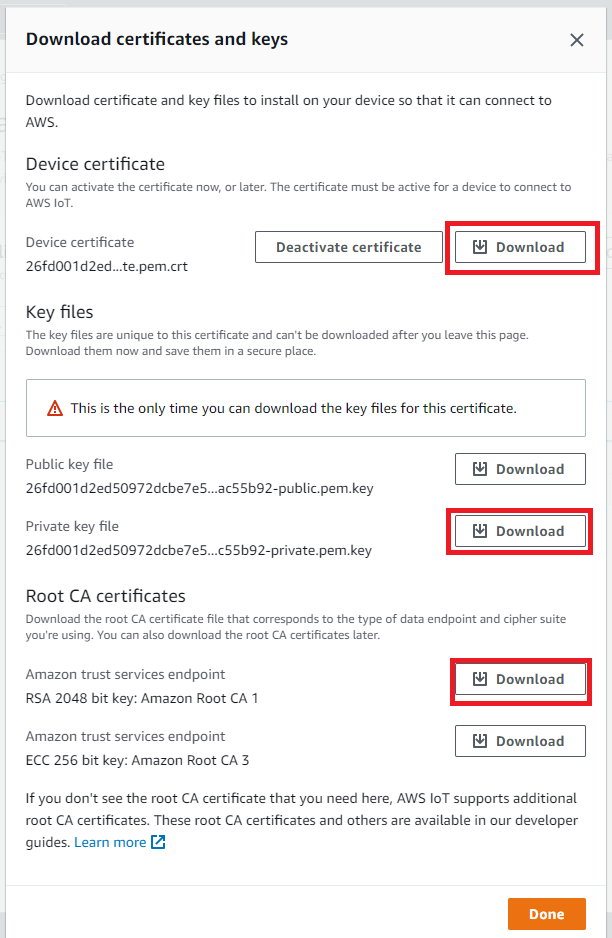 Download certificates and keys
Download certificate and key files to install on your device so that it can connect to
AWS.
Device certificate
You can activate the certificate now, or later. The certificate must be active for a device to connect to
AWS IoT.
Device certificate
26fd001d2ed...te.pem.crt
Deactivate certificate
Download
Key files
The key files are unique to this certificate and can't be downloaded after you leave this page.
Download them now and save them in a secure place.
This is the only time you can download the key files for this certificate.
Public key file
26fd001d2ed50972dcbe7e5...ac55b92-public.pem.key
Download
Private key file
26fd001d2ed50972dcbe7e5...c55b92-private.pem.key
Download
Root CA certificates
Download the root CA certificate file that corresponds to the type of data endpoint and cipher suite
you're using. You can also download the root CA certificates later.
Amazon trust services endpoint
RSA 2048 bit key: Amazon Root CA 1
Download
Amazon trust services endpoint
ECC 256 bit key: Amazon Root CA 3
Download
If you don't see the root CA certificate that you need here, AWS IoT supports additional
root CA certificates. These root CA certificates and others are available in our developer
guides. Learn more
Done